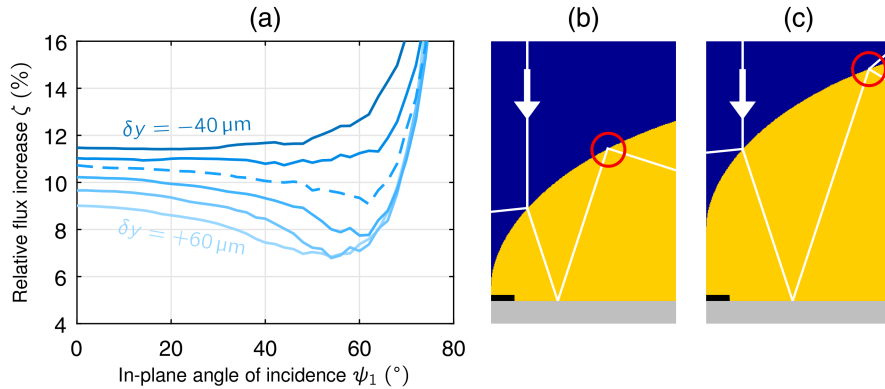 (a)
(b)
(c)
16
14
12
10
8
6
4
Relative flux increase ζ (%)
δy = −40 μm
δy = +60 μm
0
20
40
60
80
In-plane angle of incidence ψ₁ (°)